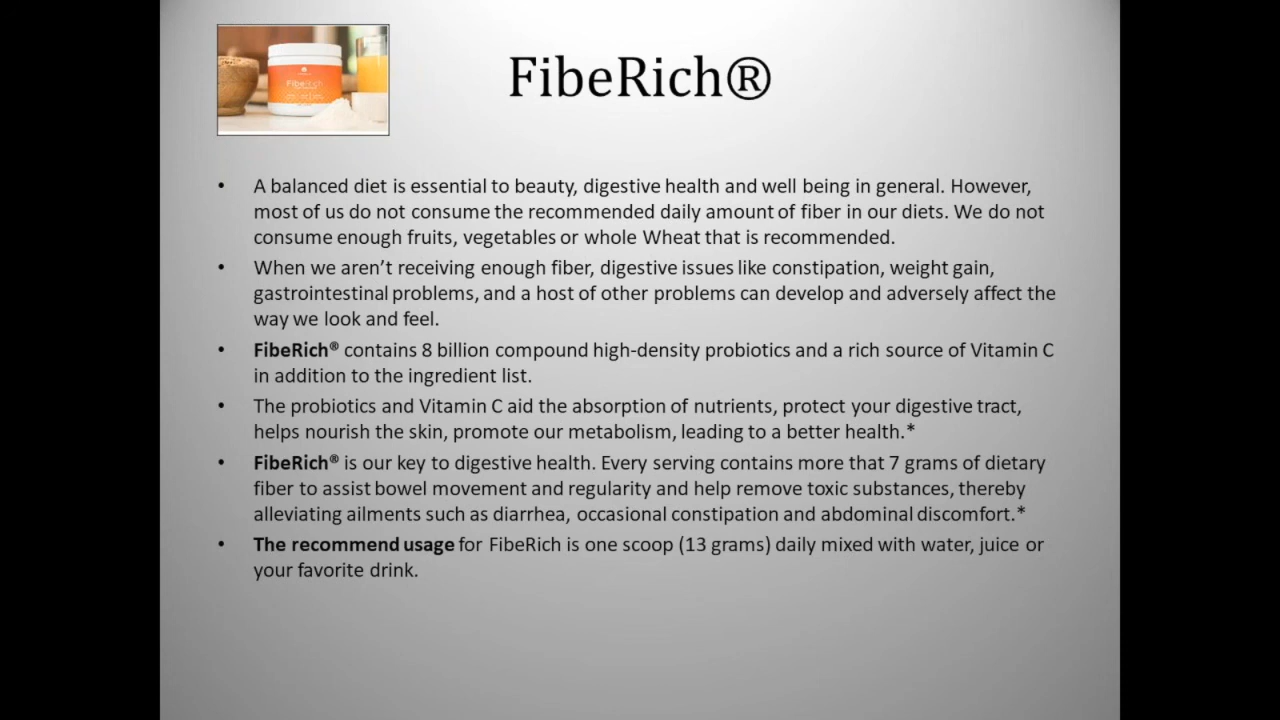 FibeRich®
FibeRich
• A balanced diet is essential to beauty, digestive health and well being in general. However,
most of us do not consume the recommended daily amount of fiber in our diets. We do not
consume enough fruits, vegetables or whole Wheat that is recommended.
• When we aren’t receiving enough fiber, digestive issues like constipation, weight gain,
gastrointestinal problems, and a host of other problems can develop and adversely affect the
way we look and feel.
• FibeRich® contains 8 billion compound high-density probiotics and a rich source of Vitamin C
in addition to the ingredient list.
• The probiotics and Vitamin C aid the absorption of nutrients, protect your digestive tract,
helps nourish the skin, promote our metabolism, leading to a better health.*
• FibeRich® is our key to digestive health. Every serving contains more that 7 grams of dietary
fiber to assist bowel movement and regularity and help remove toxic substances, thereby
alleviating ailments such as diarrhea, occasional constipation and abdominal discomfort.*
• The recommend usage for FibeRich is one scoop (13 grams) daily mixed with water, juice or
your favorite drink.